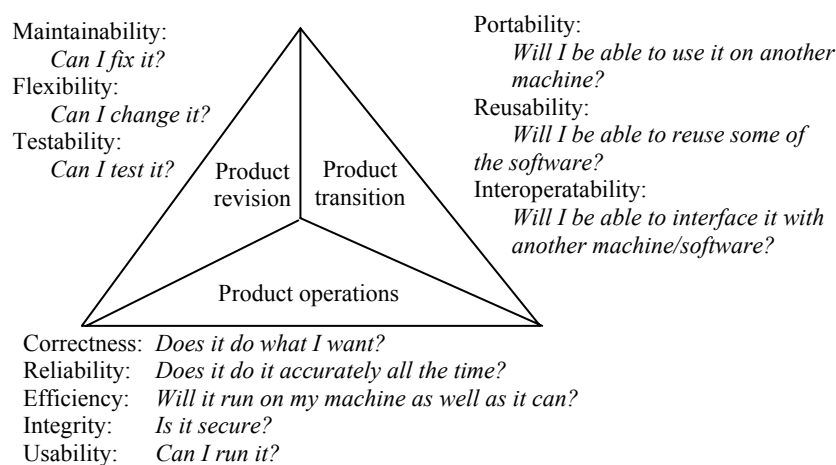 Maintainability:
Can I fix it?
Flexibility:
Can I change it?
Testability:
Can I test it?
Portability:
Will I be able to use it on another
machine?
Reusability:
Will I be able to reuse some of
the software?
Interoperatability:
Will I be able to interface it with
another machine/software?
Product
revision
Product
transition
Product operations
Correctness: Does it do what I want?
Reliability: Does it do it accurately all the time?
Efficiency: Will it run on my machine as well as it can?
Integrity: Is it secure?
Usability: Can I run it?